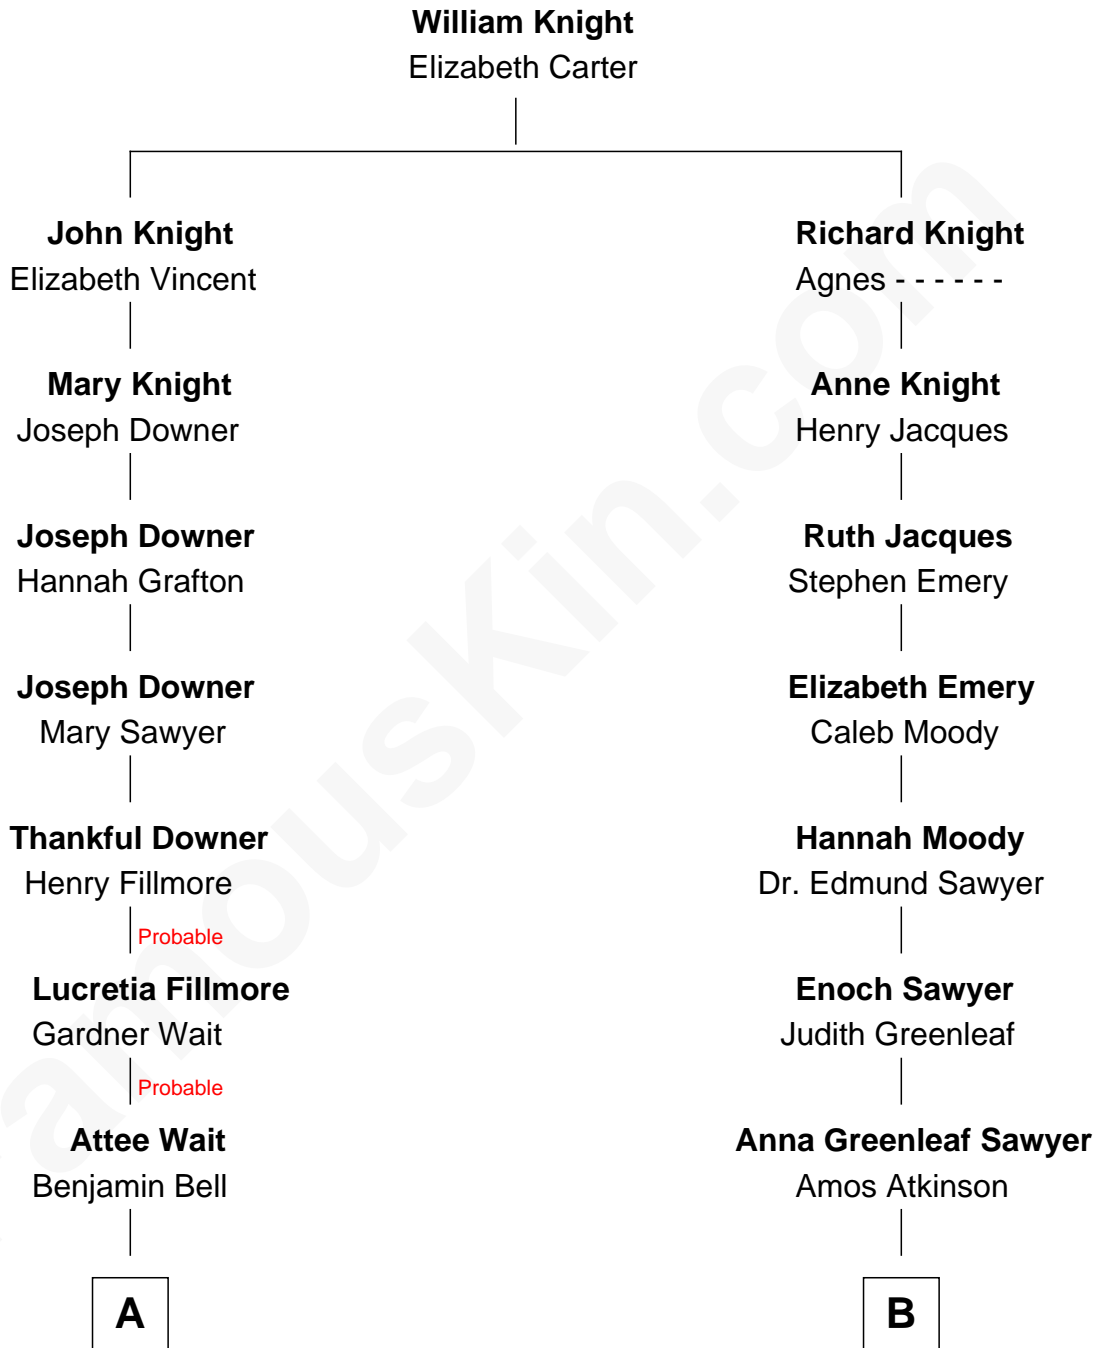 William Knight
Elizabeth Carter
John Knight
Elizabeth Vincent
Richard Knight
Agnes - - - - - -
Mary Knight
Joseph Downer
Anne Knight
Henry Jacques
Joseph Downer
Hannah Grafton
Ruth Jacques
Stephen Emery
Joseph Downer
Mary Sawyer
Elizabeth Emery
Caleb Moody
Thankful Downer
Henry Fillmore
Hannah Moody
Dr. Edmund Sawyer
Probable
Lucretia Fillmore
Gardner Wait
Enoch Sawyer
Judith Greenleaf
Probable
Attee Wait
Benjamin Bell
Anna Greenleaf Sawyer
Amos Atkinson
A
B
amousKin.com